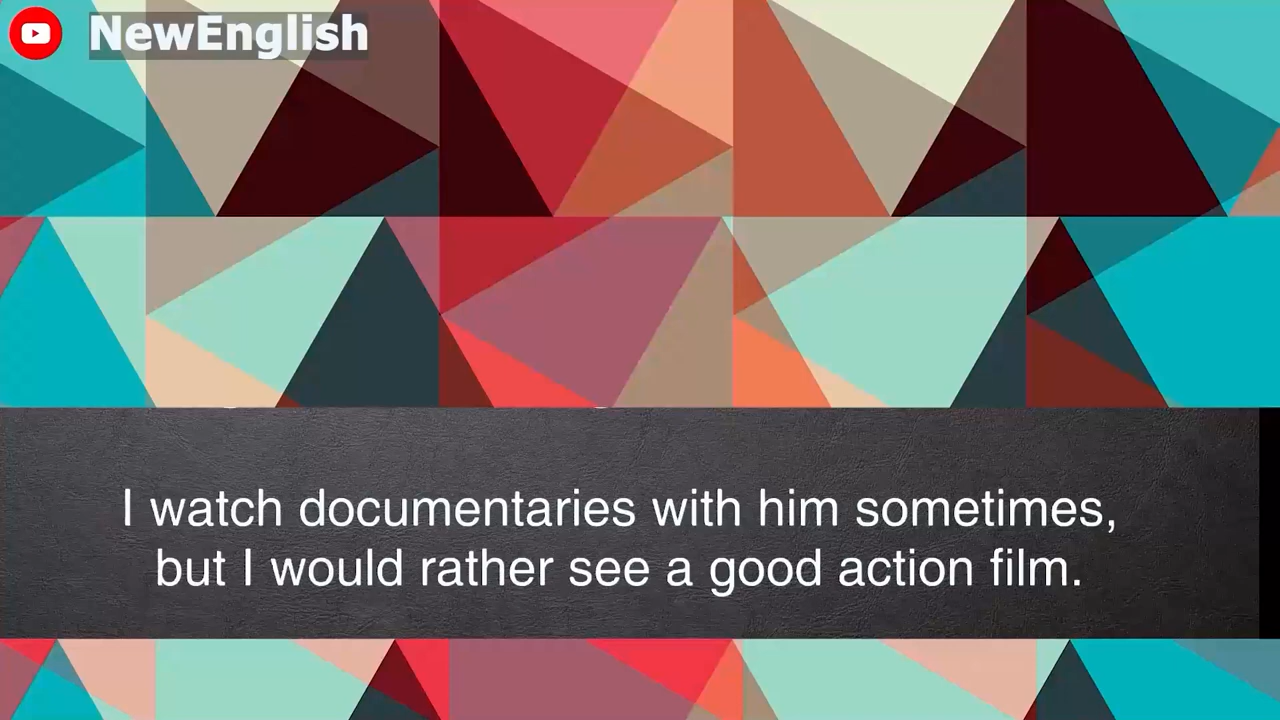 NewEnglish
I watch documentaries with him sometimes,
but I would rather see a good action film.